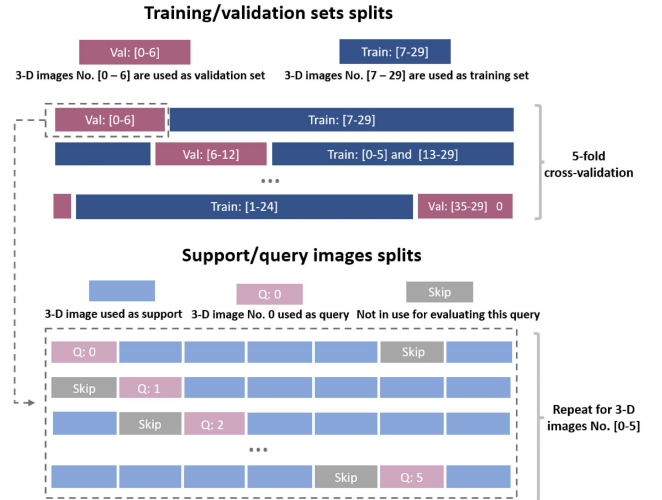 Training/validation sets splits
Val: [0-6]
Train: [7-29]
3-D images No. [0 – 6] are used as validation set
3-D images No. [7 – 29] are used as training set
Val: [0-6]
Train: [7-29]
Val: [6-12]
Train: [0-5] and [13-29]
...
Train: [1-24]
Val: [35-29] 0
5-fold
cross-validation
Support/query images splits
Q: 0
Skip
3-D image used as support
3-D image No. 0 used as query
Not in use for evaluating this query
Q: 0
Skip
Skip
Q: 1
Skip
Q: 2
...
Skip
Q: 5
Repeat for 3-D
images No. [0-5]